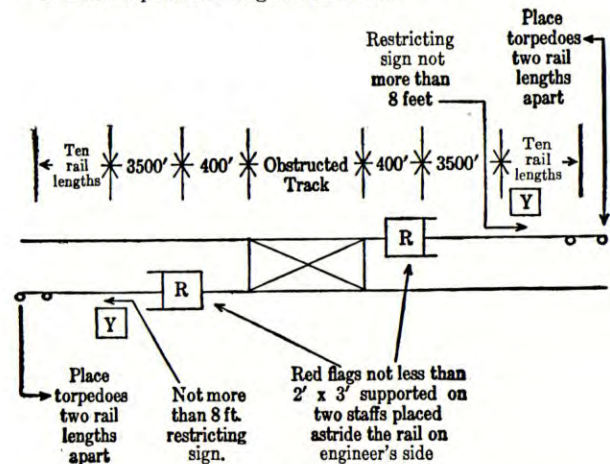 Restricting
sign not
more than
8 feet
Place
torpedoes
two rail
lengths
apart
Ten
rail
lengths
3500'
400'
Obstructed
Track
400'
3500'
Ten
rail
lengths
Y
R
R
Y
Place
torpedoes
two rail
lengths
apart
Not more
than 8 ft.
restricting
sign.
Red flags not less than
2' x 3' supported on
two staffs placed
astride the rail on
engineer's side